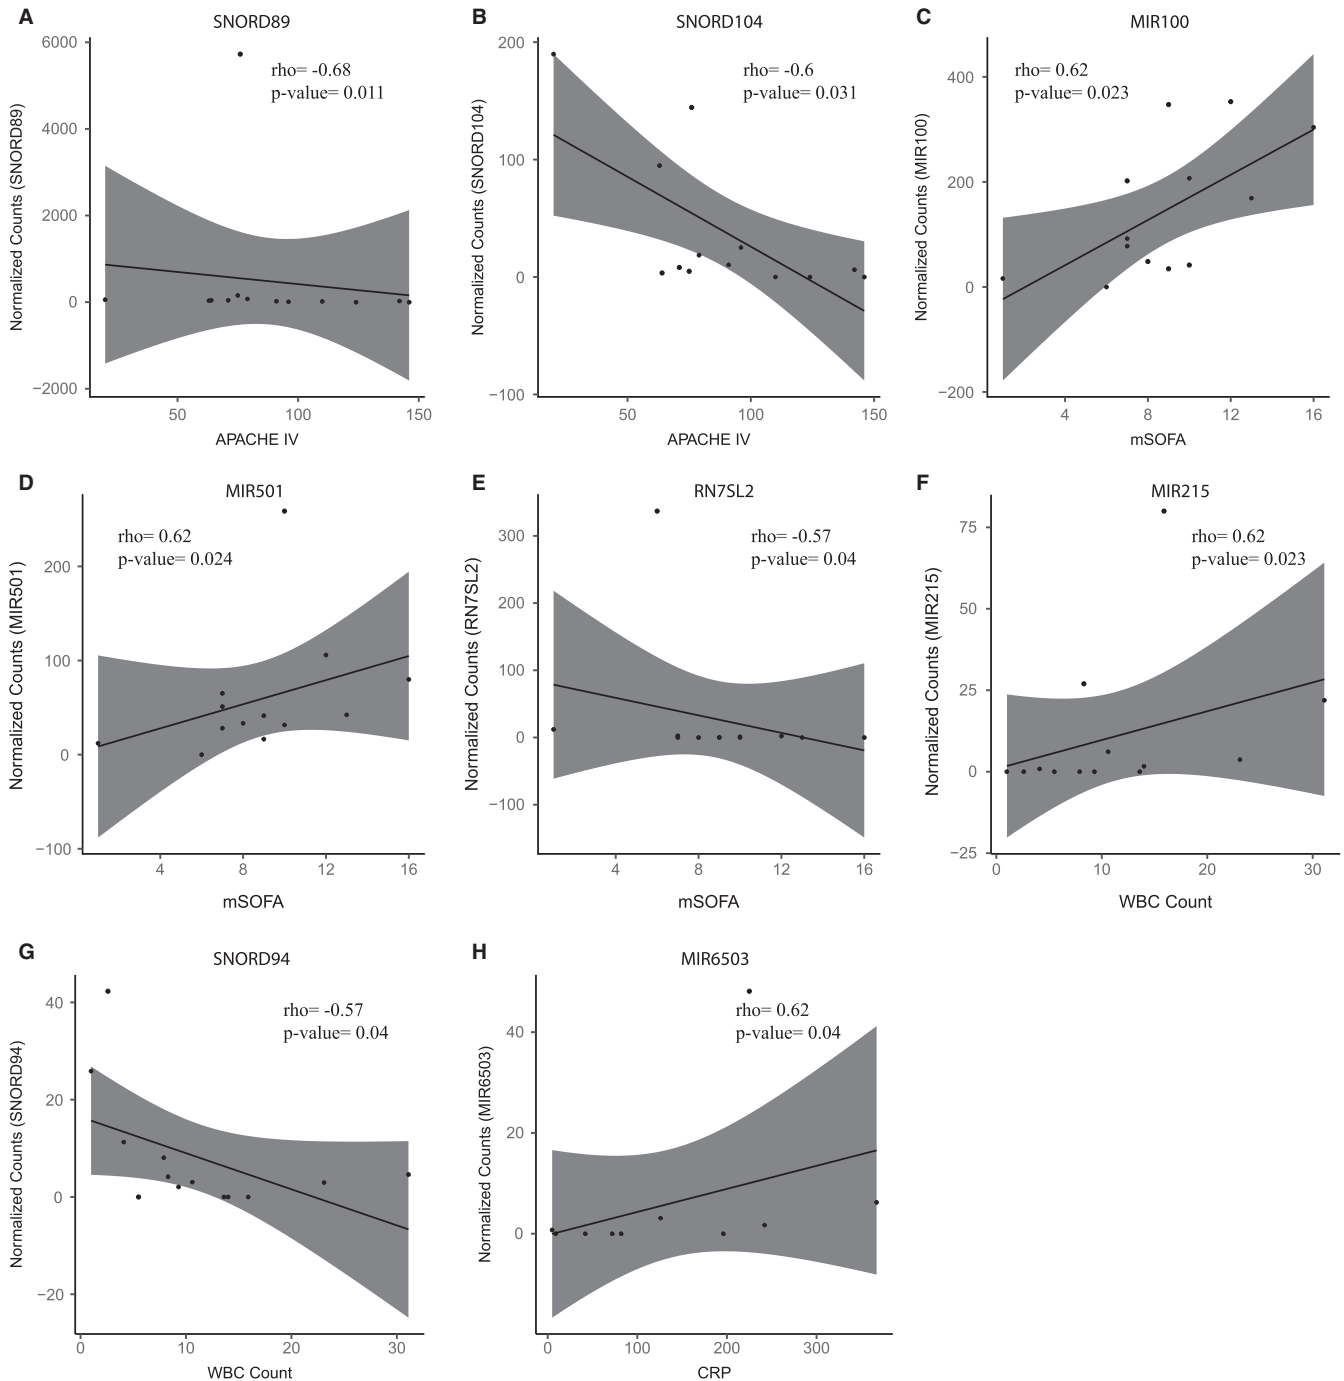 A
SNORD89
rho= -0.68
p-value= 0.011
Normalized Counts (SNORD89)
6000
4000
2000
0
−2000
50
100
150
APACHE IV
B
SNORD104
rho= -0.6
p-value= 0.031
Normalized Counts (SNORD104)
200
100
0
−100
50
100
150
APACHE IV
C
MIR100
rho= 0.62
p-value= 0.023
Normalized Counts (MIR100)
400
200
0
−200
4
8
12
16
mSOFA
D
MIR501
rho= 0.62
p-value= 0.024
Normalized Counts (MIR501)
200
100
0
−100
4
8
12
16
mSOFA
E
RN7SL2
rho= -0.57
p-value= 0.04
Normalized Counts (RN7SL2)
300
200
100
0
−100
4
8
12
16
mSOFA
F
MIR215
rho= 0.62
p-value= 0.023
Normalized Counts (MIR215)
75
50
25
0
−25
0
10
20
30
WBC Count
G
SNORD94
rho= -0.57
p-value= 0.04
Normalized Counts (SNORD94)
40
20
0
−20
0
10
20
30
WBC Count
H
MIR6503
rho= 0.62
p-value= 0.04
Normalized Counts (MIR6503)
40
20
0
0
100
200
300
CRP